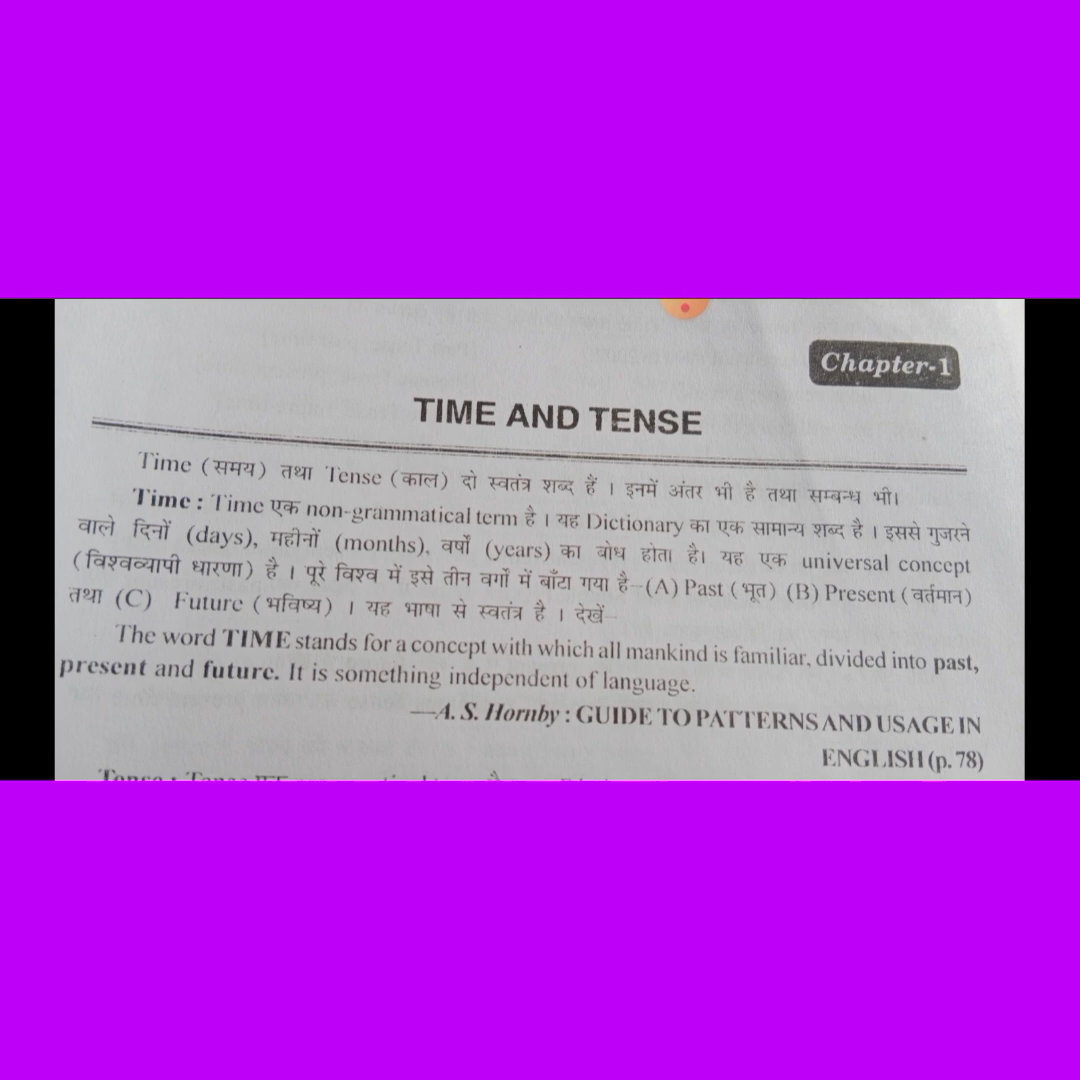 Chapter-1
TIME AND TENSE
Time (समय) तथा Tense (काल) दो स्वतंत्र शब्द हैं । इनमें अंतर भी है तथा सम्बन्ध भी।
Time : Time एक non-grammatical term है । यह Dictionary का एक सामान्य शब्द है । इससे गुजरने
वाले दिनों (days), महीनों (months), वर्षों (years) का बोध होता है। यह एक universal concept
(विश्वव्यापी धारणा) है । पूरे विश्व में इसे तीन वर्गों में बाँटा गया है–(A) Past (भूत) (B) Present (वर्तमान)
तथा (C) Future (भविष्य) । यह भाषा से स्वतंत्र है । देखें–
The word TIME stands for a concept with which all mankind is familiar, divided into past,
present and future. It is something independent of language.
—A. S. Hornby : GUIDE TO PATTERNS AND USAGE IN
ENGLISH (p. 78)
Tense : Tense एक